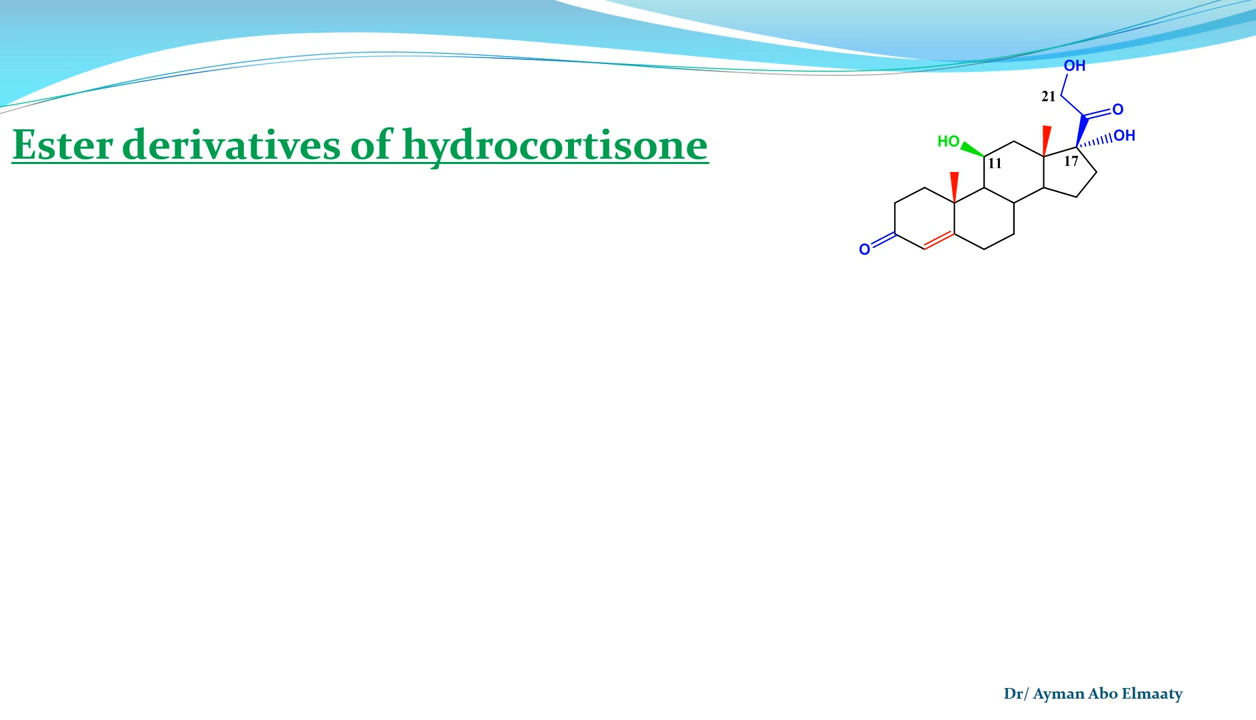 Ester derivatives of hydrocortisone
OH
21
O
OH
HO
11
17
O
Dr/ Ayman Abo Elmaaty